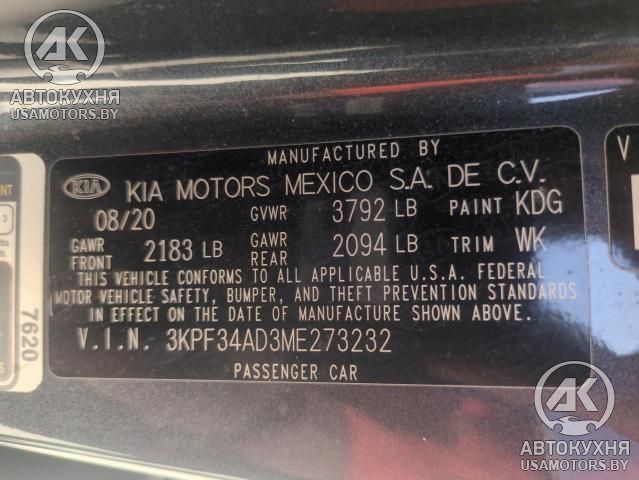 AK
АВТОКУХНЯ
USAMOTORS.BY
MANUFACTURED BY
KIA KIA MOTORS MEXICO S.A. DE C.V.
08/20 GVWR 3792 LB PAINT KDG
GAWR FRONT 2183 LB GAWR REAR 2094 LB TRIM WK
THIS VEHICLE CONFORMS TO ALL APPLICABLE U.S.A. FEDERAL
MOTOR VEHICLE SAFETY, BUMPER, AND THEFT PREVENTION STANDARDS
IN EFFECT ON THE DATE OF MANUFACTURE SHOWN ABOVE.
V.I.N. 3KPF34AD3ME273232
PASSENGER CAR
7620
3
V
AK
АВТОКУХНЯ
USAMOTORS.BY